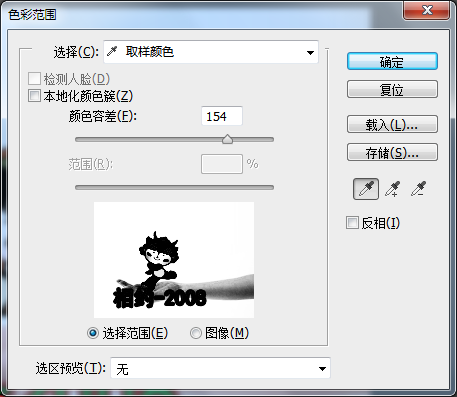 色彩范围
选择(C): 取样颜色
确定
检测人脸(D)
复位
本地化颜色簇(Z)
颜色容差(F): 154
载入(L)...
范围(R): %
存储(S)...
反相(I)
相约-2008
选择范围(E) 图像(M)
选区预览(T): 无